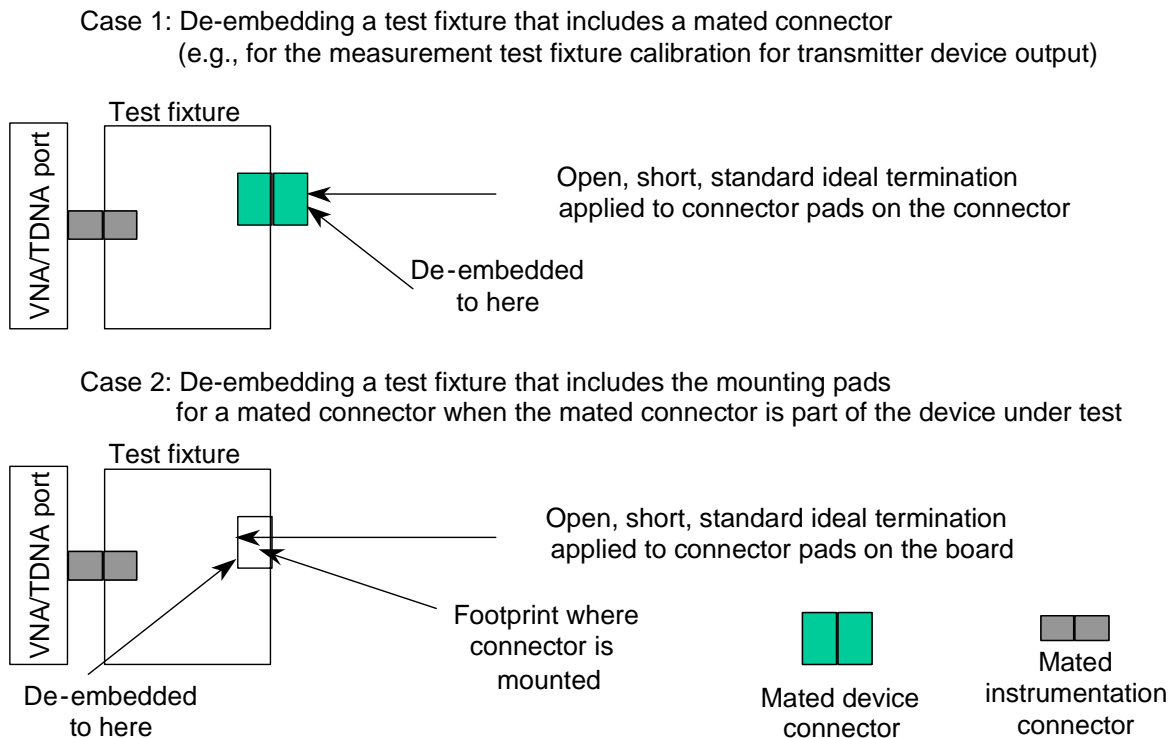 Case 1: De-embedding a test fixture that includes a mated connector
(e.g., for the measurement test fixture calibration for transmitter device output)
Test fixture
VNA/TDNA port
Open, short, standard ideal termination
applied to connector pads on the connector
De-embedded
to here
Case 2: De-embedding a test fixture that includes the mounting pads
for a mated connector when the mated connector is part of the device under test
Test fixture
VNA/TDNA port
Open, short, standard ideal termination
applied to connector pads on the board
Footprint where
connector is
mounted
De-embedded
to here
Mated device
connector
Mated
instrumentation
connector